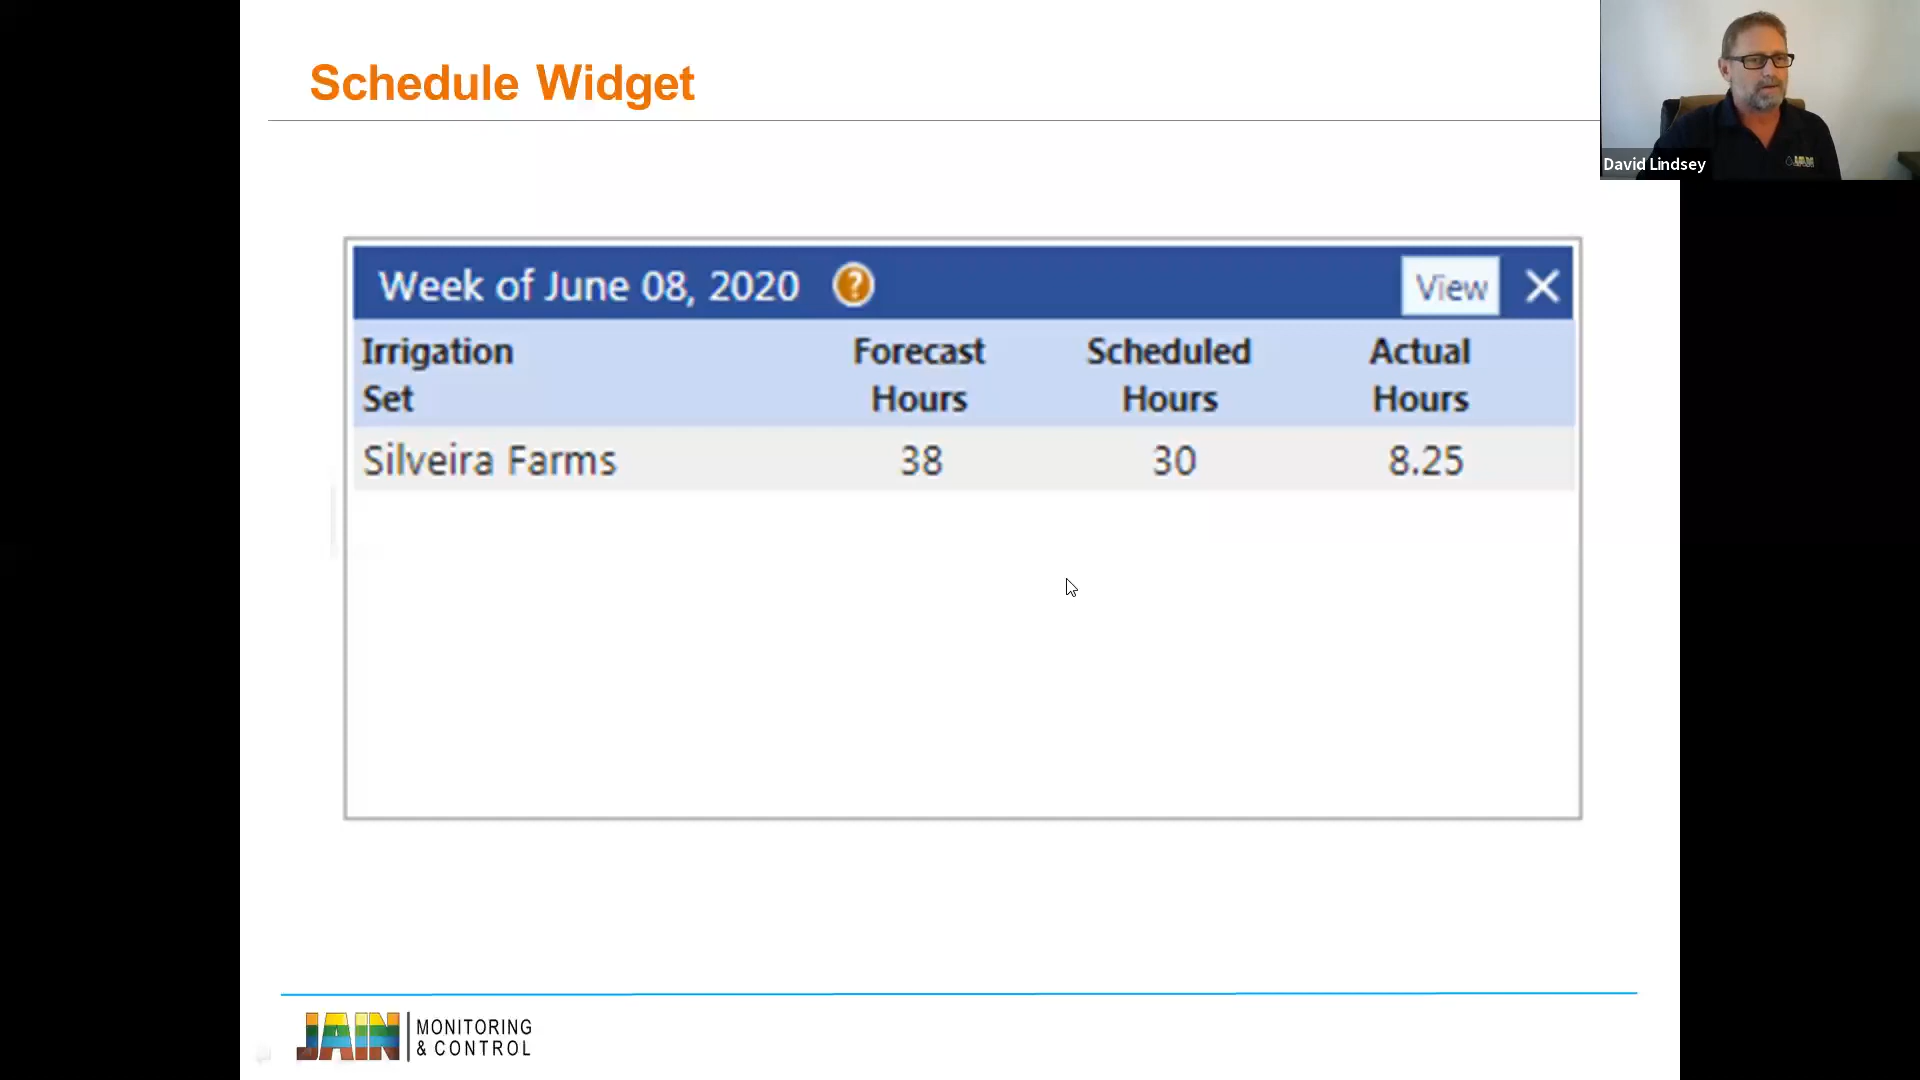 Schedule Widget
David Lindsey
Week of June 08, 2020 ? View
Irrigation Set Forecast Hours Scheduled Hours Actual Hours
Silveira Farms 38 30 8.25
JAIN MONITORING & CONTROL
JAIN